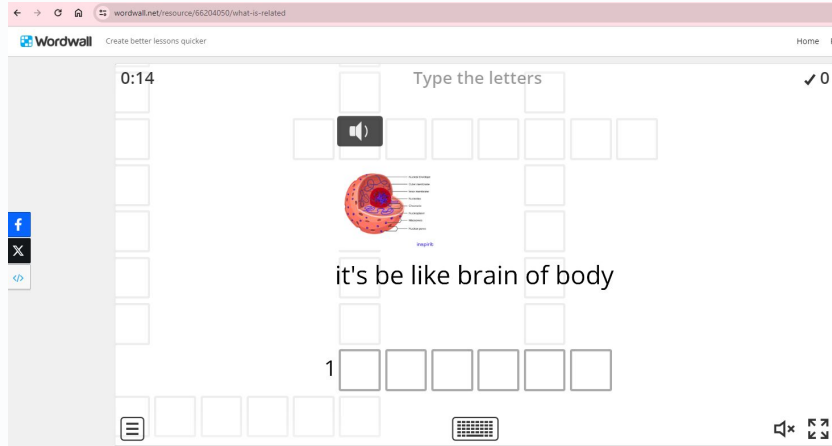 wordwall.net/resource/66204050/what-is-related
Wordwall Create better lessons quicker Home
0:14 Type the letters 0
it's be like brain of body
1